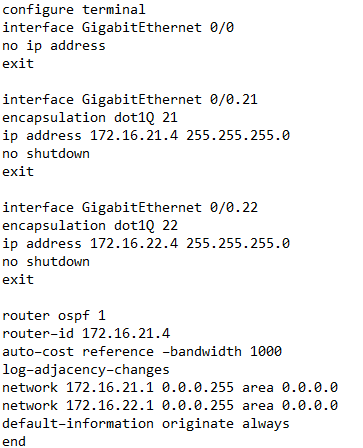 configure terminal
interface GigabitEthernet 0/0
no ip address
exit
interface GigabitEthernet 0/0.21
encapsulation dot1Q 21
ip address 172.16.21.4 255.255.255.0
no shutdown
exit
interface GigabitEthernet 0/0.22
encapsulation dot1Q 22
ip address 172.16.22.4 255.255.255.0
no shutdown
exit
router ospf 1
router-id 172.16.21.4
auto-cost reference –bandwidth 1000
log-adjacency-changes
network 172.16.21.1 0.0.0.255 area 0.0.0.0
network 172.16.22.1 0.0.0.255 area 0.0.0.0
default-information originate always
end